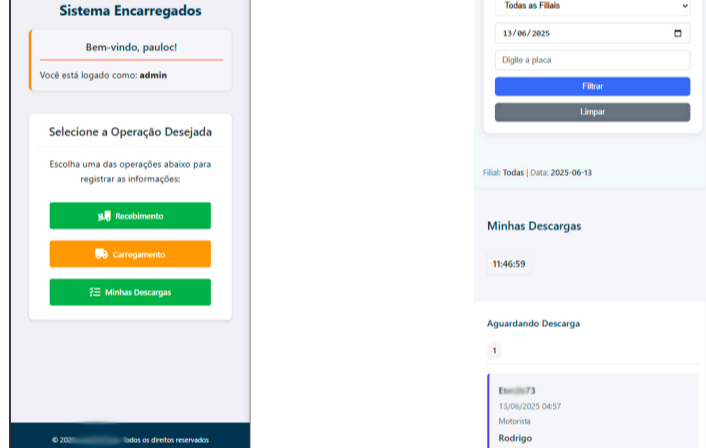 Sistema Encarregados
Bem-vindo, pauloc!
Você está logado como: admin
Selecione a Operação Desejada
Escolha uma das operações abaixo para
registrar as informações:
Recebimento
Carregamento
Minhas Descargas
© 202 Todos os direitos reservados
Todas as Filiais
13/06/2025
Digite a placa
Filtrar
Limpar
Filial: Todas | Data: 2025-06-13
Minhas Descargas
11:46:59
Aguardando Descarga
1
13/06/2025 04:57
Motorista
Rodrigo